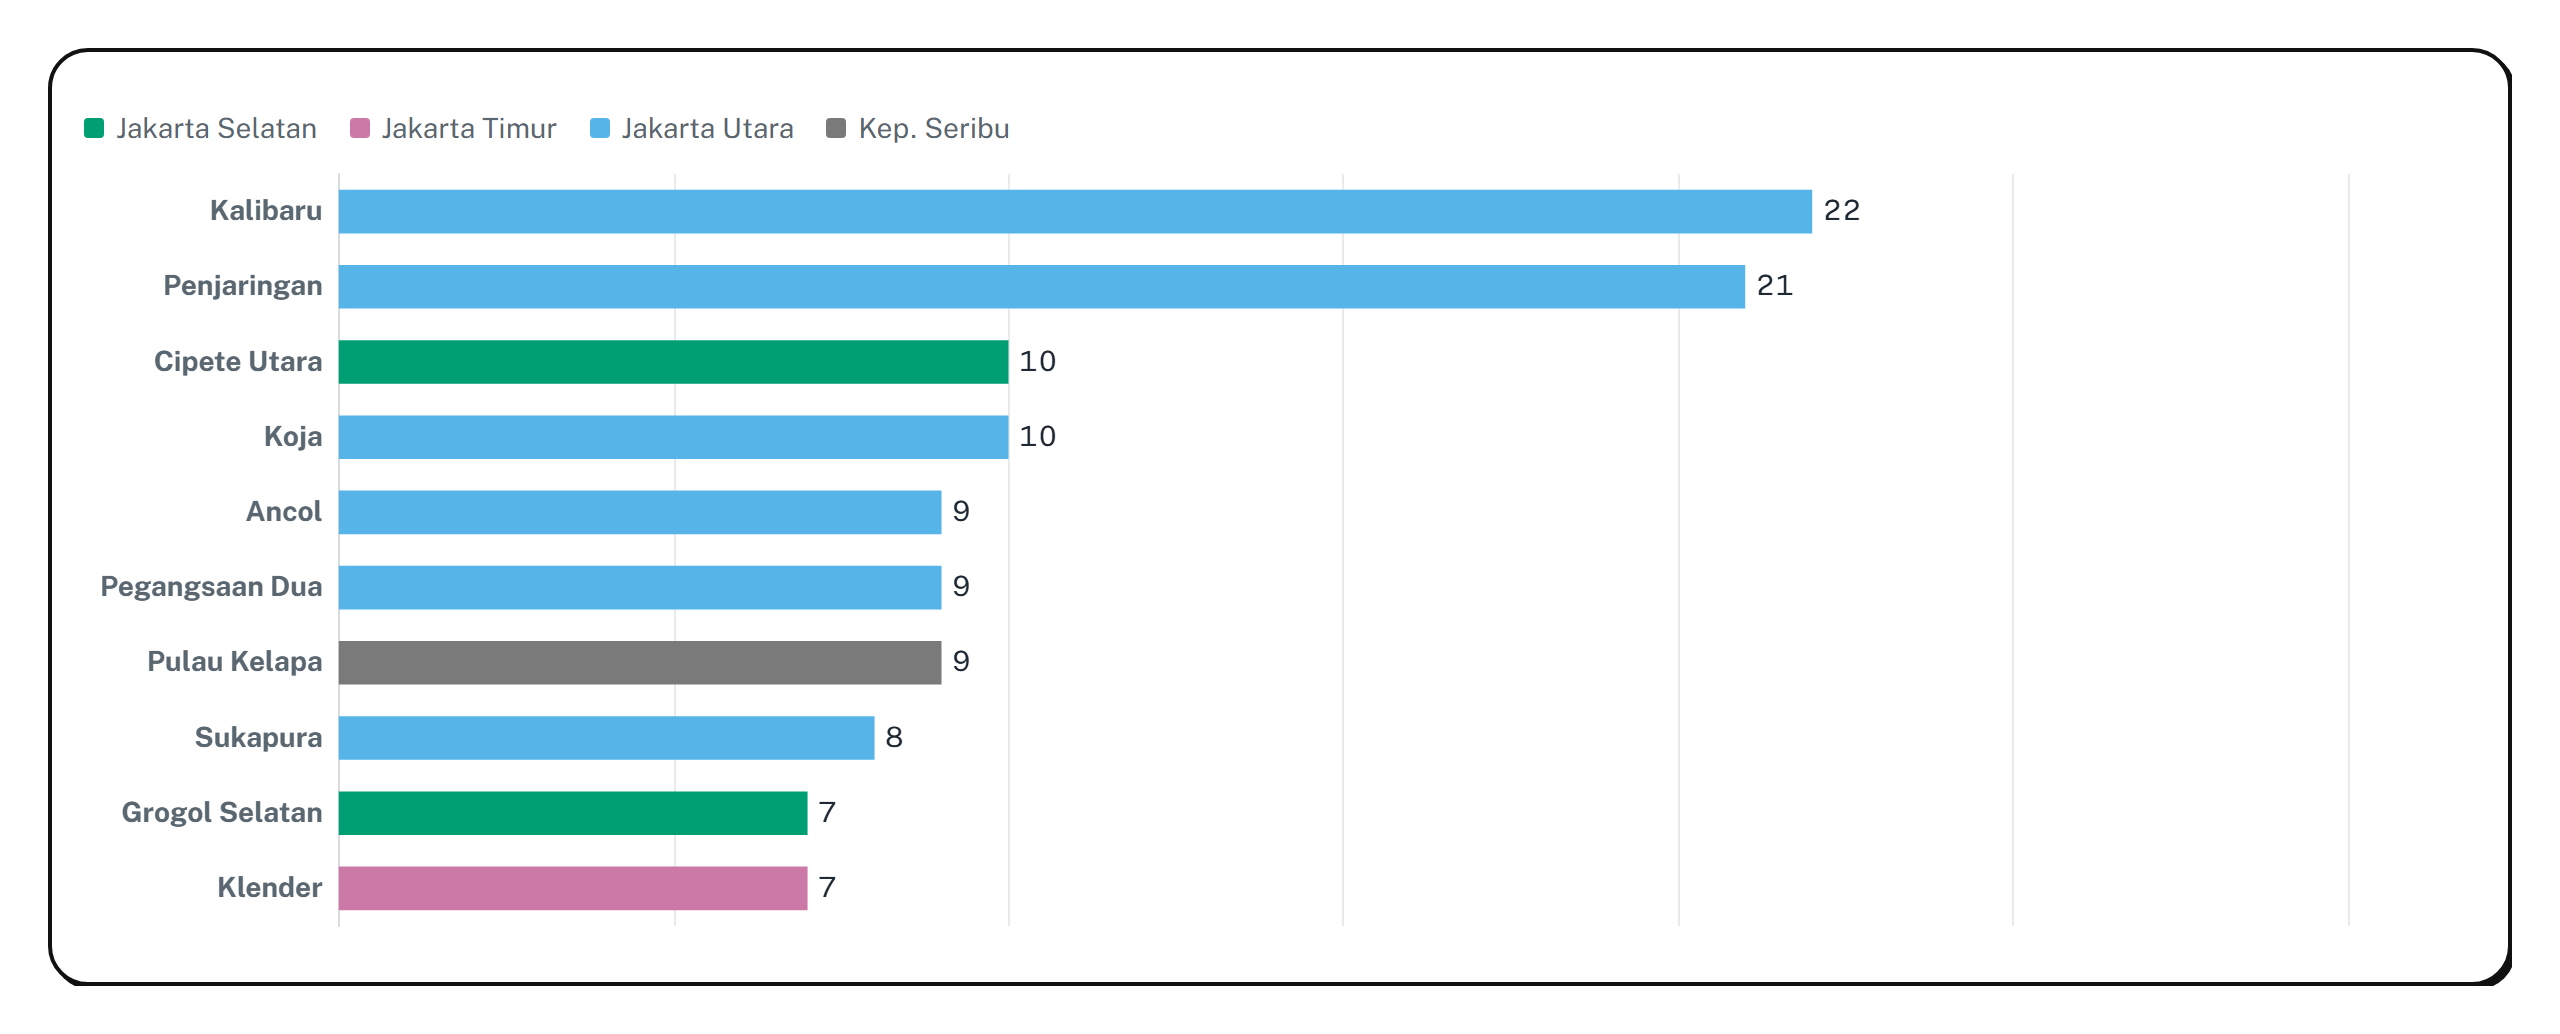 Jakarta Selatan Jakarta Timur Jakarta Utara Kep. Seribu
Kalibaru 22
Penjaringan 21
Cipete Utara 10
Koja 10
Ancol 9
Pegangsaan Dua 9
Pulau Kelapa 9
Sukapura 8
Grogol Selatan 7
Klender 7